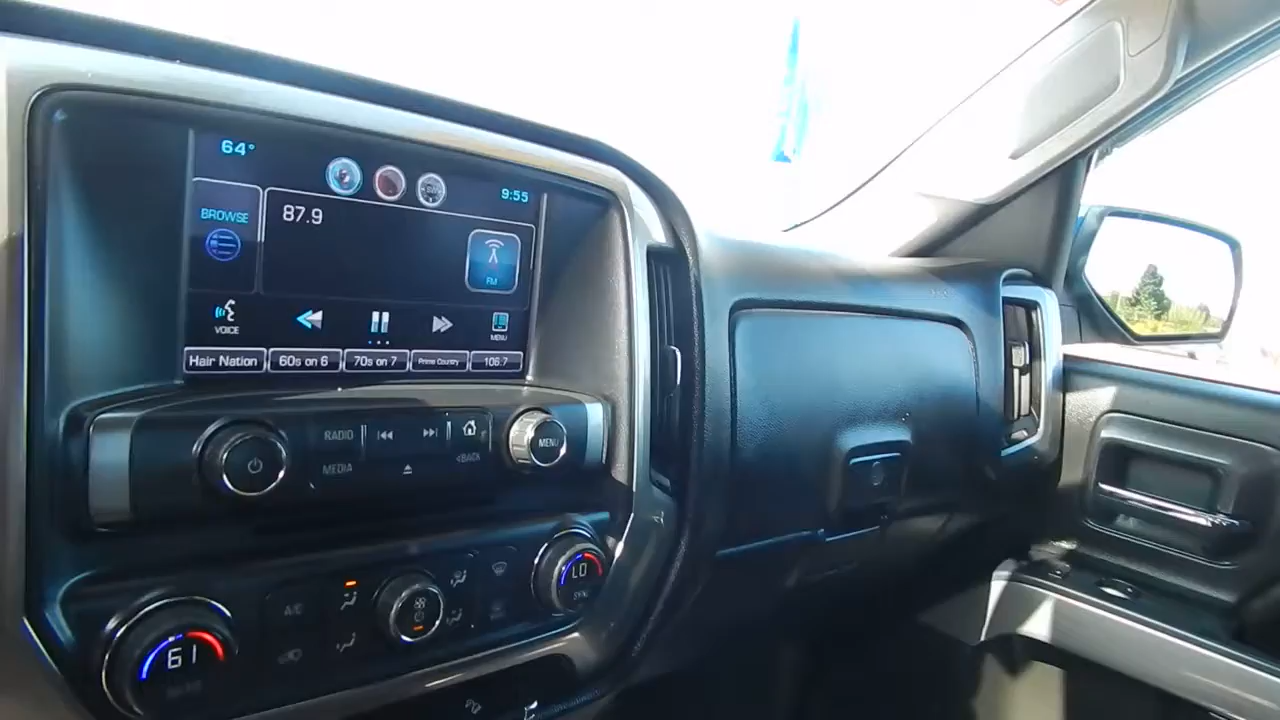 64°
9:55
BROWSE
87.9
FM
VOICE
MENU
Hair Nation
60s on 6
70s on 7
Prime Country
106.7
RADIO
MEDIA
<BACK
MENU
A/C
LO
SYNC
61